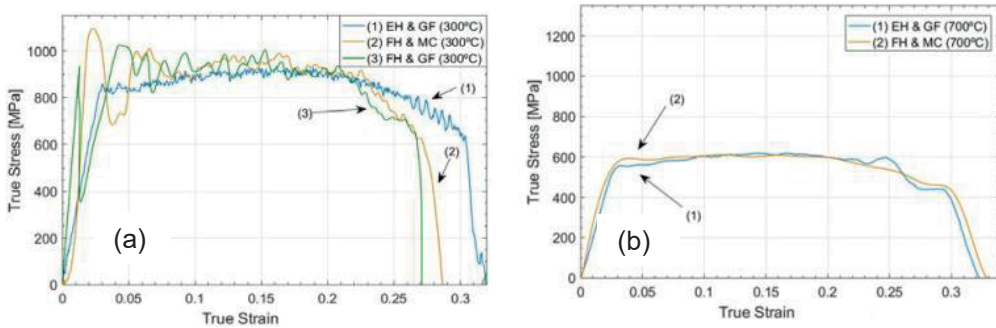 True Stress [MPa]
1000
800
600
400
200
0
(1) EH & GF (300ºC)
(2) FH & MC (300ºC)
(3) FH & GF (300ºC)
(1)
(3)
(2)
(a)
0 0.05 0.1 0.15 0.2 0.25 0.3
True Strain
True Stress [MPa]
1200
1000
800
600
400
200
0
(1) EH & GF (700ºC)
(2) FH & MC (700ºC)
(2)
(1)
(b)
0 0.05 0.1 0.15 0.2 0.25 0.3
True Strain